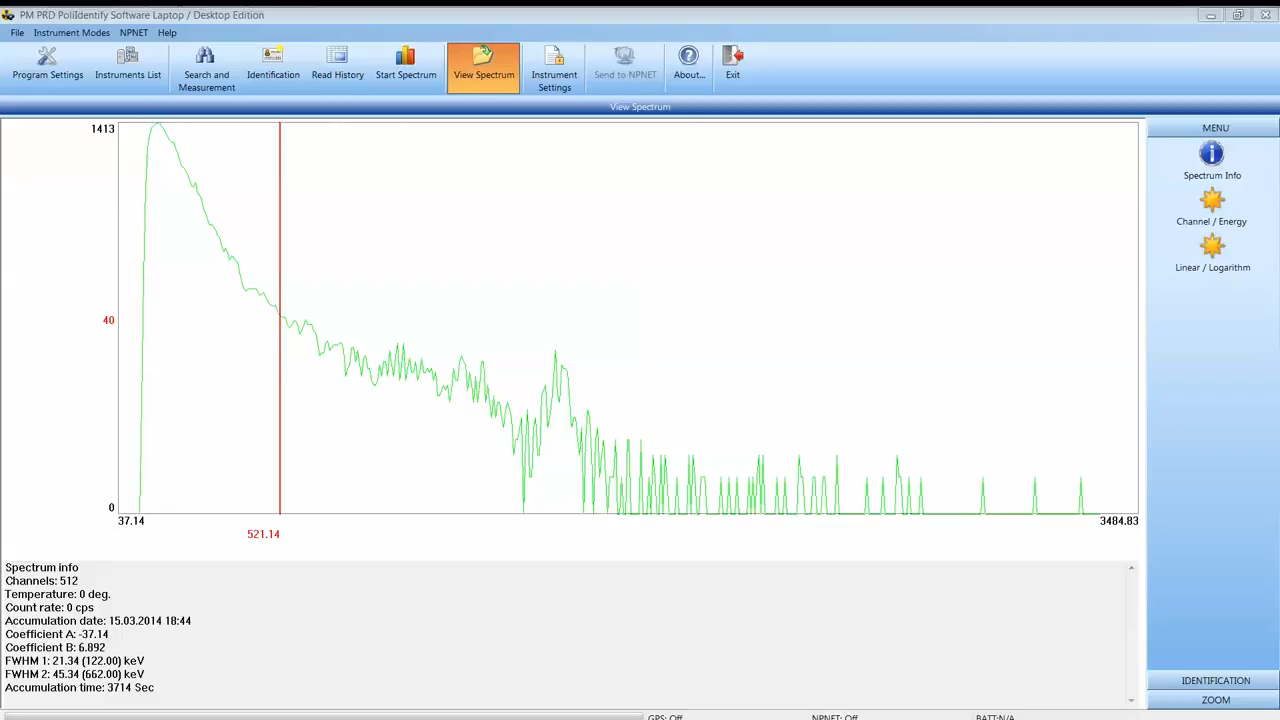 PM PRD PoliIdentify Software Laptop / Desktop Edition
File Instrument Modes NPNET Help
Program Settings Instruments List Search and Measurement Identification Read History Start Spectrum View Spectrum Instrument Settings Send to NPNET About... Exit
View Spectrum
1413
40
0
37.14
521.14
3484.83
MENU
Spectrum Info
Channel / Energy
Linear / Logarithm
Spectrum info
Channels: 512
Temperature: 0 deg.
Count rate: 0 cps
Accumulation date: 15.03.2014 18:44
Coefficient A: -37.14
Coefficient B: 6.892
FWHM 1: 21.34 (122.00) keV
FWHM 2: 45.34 (662.00) keV
Accumulation time: 3714 Sec
IDENTIFICATION
ZOOM
GPS: Off NPNET: Off BATT:N/A